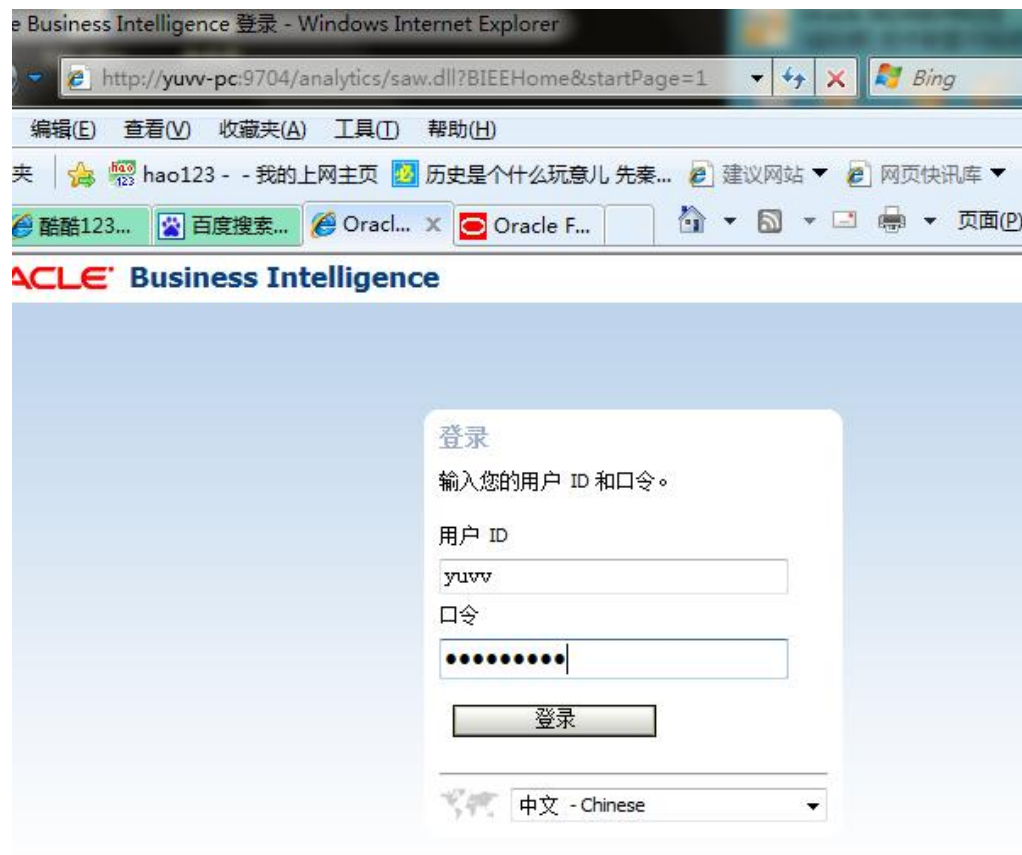 e Business Intelligence 登录 - Windows Internet Explorer
http://yuvv-pc:9704/analytics/saw.dll?BIEEHome&startPage=1 Bing
编辑(E) 查看(V) 收藏夹(A) 工具(T) 帮助(H)
夹 hao123 - - 我的上网主页 历史是个什么玩意儿 先秦... 建议网站 网页快讯库
酷酷123... 百度搜索... Oracl... X Oracle F... 页面(P)
ACLE Business Intelligence
登录
输入您的用户 ID 和口令。
用户 ID
yuvv
口令
•••••••••
登录
中文 - Chinese